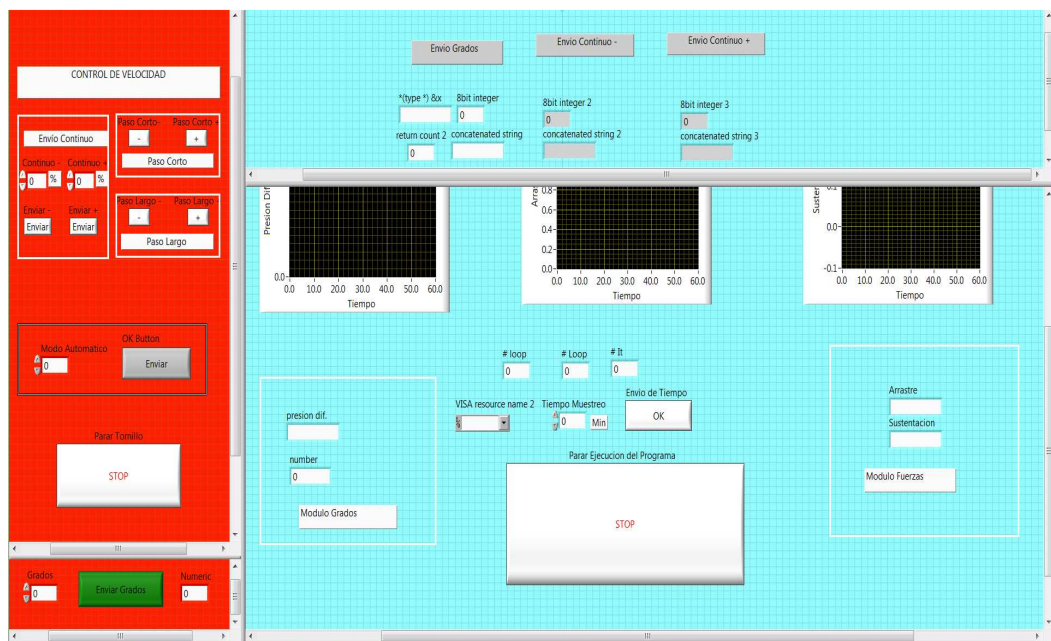 CONTROL DE VELOCIDAD
Envio Continuo
Continuo - Continuo +
0 % 0 %
Enviar - Enviar +
Enviar Enviar
Paso Corto- Paso Corto +
- +
Paso Corto
Paso Largo - Paso Largo -
- +
Paso Largo
Modo Automatico
0
OK Button
Enviar
Parar Tornillo
STOP
Grados
0
Enviar Grados
Numeric
0
Envio Grados
Envio Continuo -
Envio Continuo +
*(type *) &x 8bit integer
0
return count 2 concatenated string
0
8bit integer 2
0
concatenated string 2
8bit integer 3
0
concatenated string 3
Presion Dif
0.0
0.0 10.0 20.0 30.0 40.0 50.0 60.0
Tiempo
Arras
0.8
0.6
0.4
0.2
0.0
0.0 10.0 20.0 30.0 40.0 50.0 60.0
Tiempo
Susten
0.1
0.0
-0.1
0.0 10.0 20.0 30.0 40.0 50.0 60.0
Tiempo
# loop # Loop # It
0 0 0
VISA resource name 2
Tiempo Muestreo
0 Min
Envio de Tiempo
OK
presion dif.
number
0
Modulo Grados
Parar Ejecucion del Programa
STOP
Arrastre
Sustentacion
Modulo Fuerzas